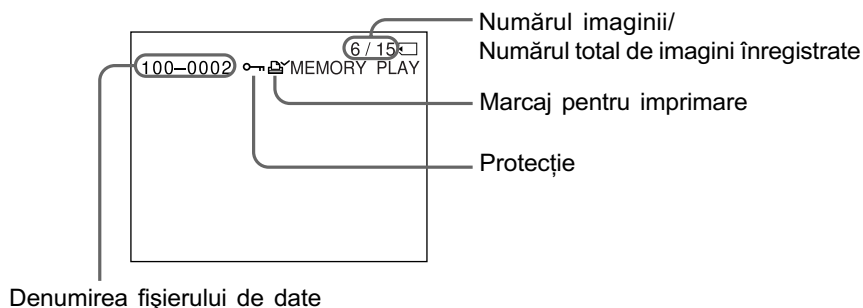 Numărul imaginii/
Numărul total de imagini înregistrate
6 / 15
100–0002 MEMORY PLAY
Marcaj pentru imprimare
Protecție
Denumirea fișierului de date